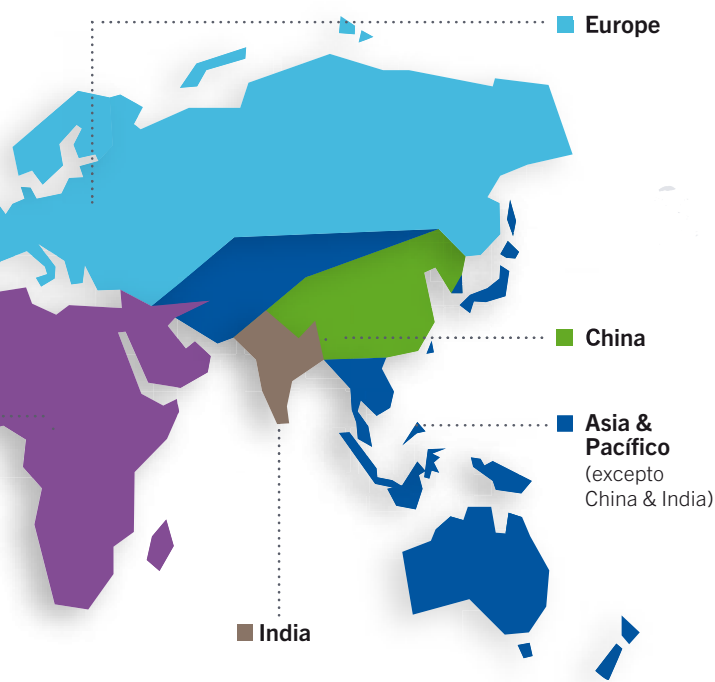 Europe
China
Asia &
Pacífico
(excepto
China & India)
India